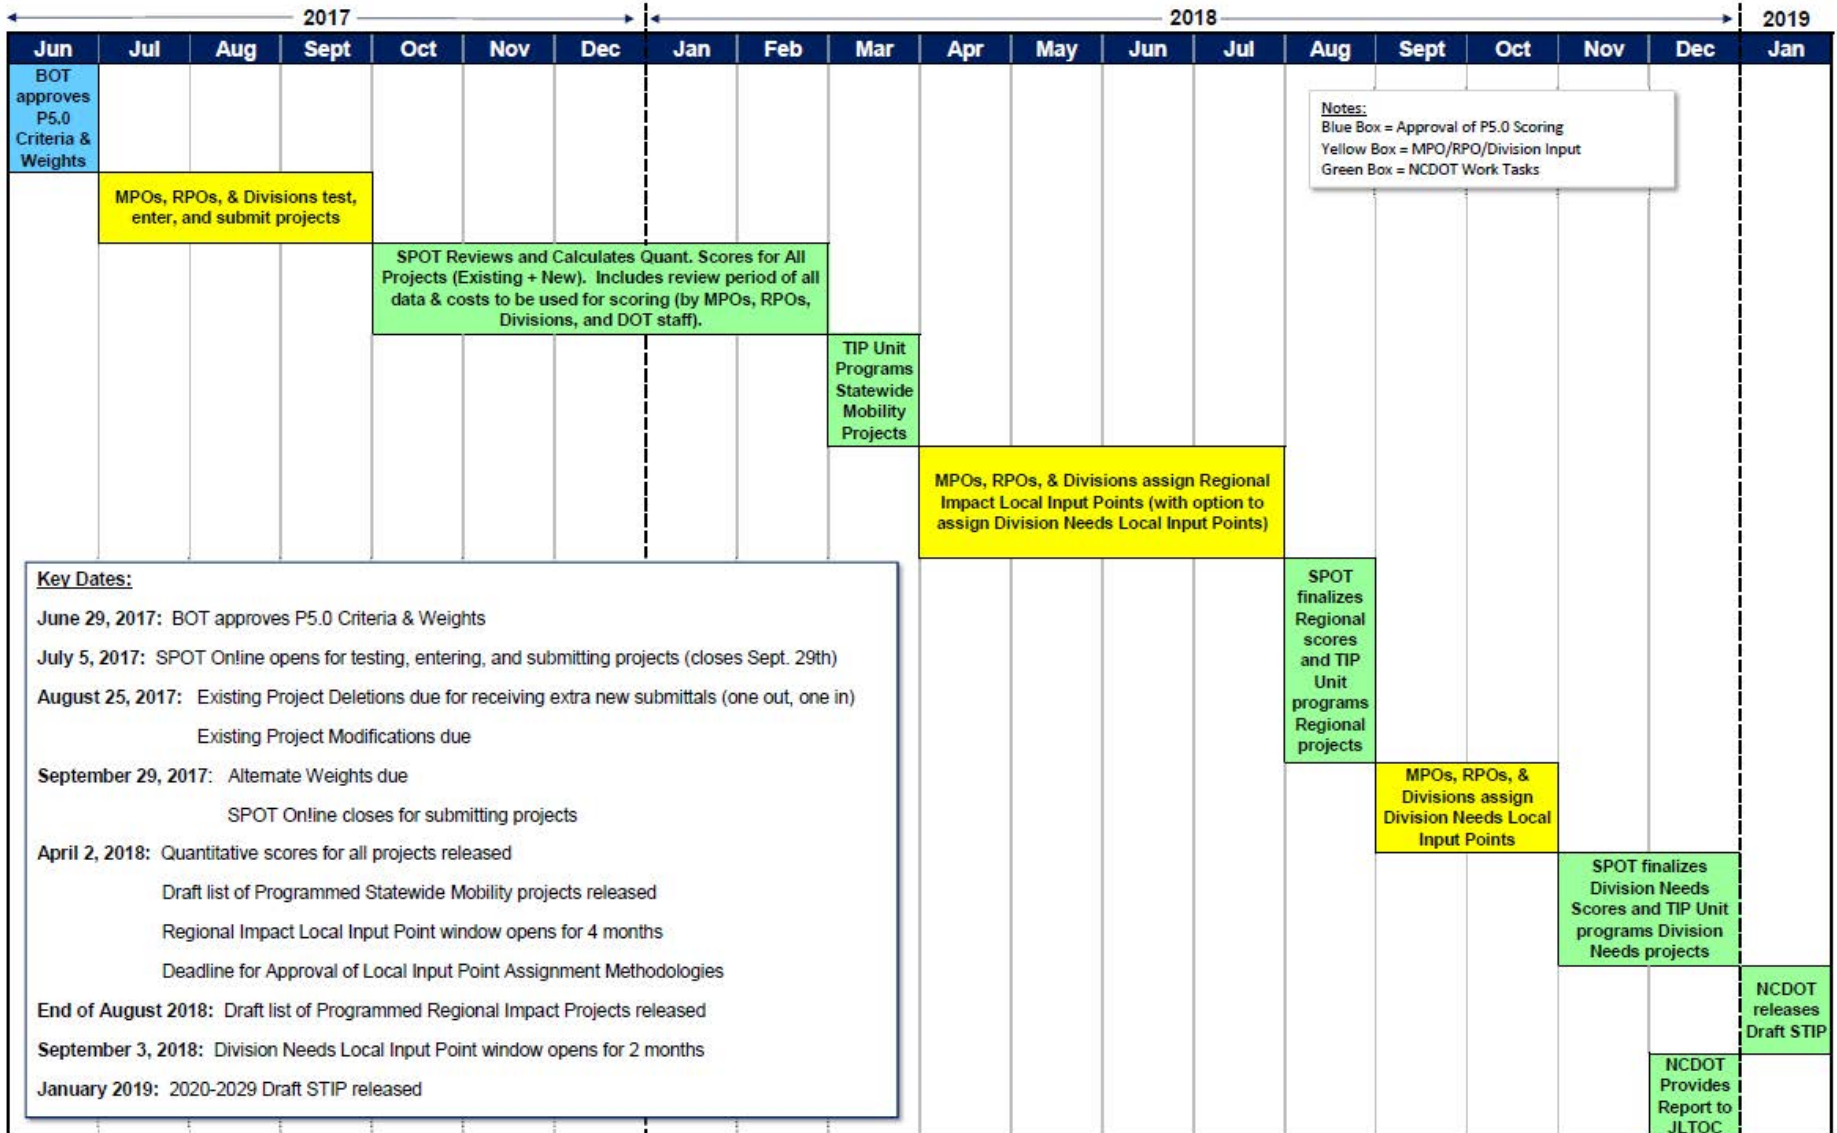 2017
2018
2019
Jun Jul Aug Sept Oct Nov Dec Jan Feb Mar Apr May Jun Jul Aug Sept Oct Nov Dec Jan
BOT
approves
P5.0
Criteria &
Weights
Notes:
Blue Box = Approval of P5.0 Scoring
Yellow Box = MPO/RPO/Division Input
Green Box = NCDOT Work Tasks
MPOs, RPOs, & Divisions test,
enter, and submit projects
SPOT Reviews and Calculates Quant. Scores for All
Projects (Existing + New). Includes review period of all
data & costs to be used for scoring (by MPOs, RPOs,
Divisions, and DOT staff).
TIP Unit
Programs
Statewide
Mobility
Projects
MPOs, RPOs, & Divisions assign Regional
Impact Local Input Points (with option to
assign Division Needs Local Input Points)
SPOT
finalizes
Regional
scores
and TIP
Unit
programs
Regional
projects
MPOs, RPOs, &
Divisions assign
Division Needs Local
Input Points
SPOT finalizes
Division Needs
Scores and TIP Unit
programs Division
Needs projects
NCDOT
releases
Draft STIP
NCDOT
Provides
Report to
JLTOC
Key Dates:
June 29, 2017: BOT approves P5.0 Criteria & Weights
July 5, 2017: SPOT On!ine opens for testing, entering, and submitting projects (closes Sept. 29th)
August 25, 2017: Existing Project Deletions due for receiving extra new submittals (one out, one in)
Existing Project Modifications due
September 29, 2017: Alternate Weights due
SPOT On!ine closes for submitting projects
April 2, 2018: Quantitative scores for all projects released
Draft list of Programmed Statewide Mobility projects released
Regional Impact Local Input Point window opens for 4 months
Deadline for Approval of Local Input Point Assignment Methodologies
End of August 2018: Draft list of Programmed Regional Impact Projects released
September 3, 2018: Division Needs Local Input Point window opens for 2 months
January 2019: 2020-2029 Draft STIP released